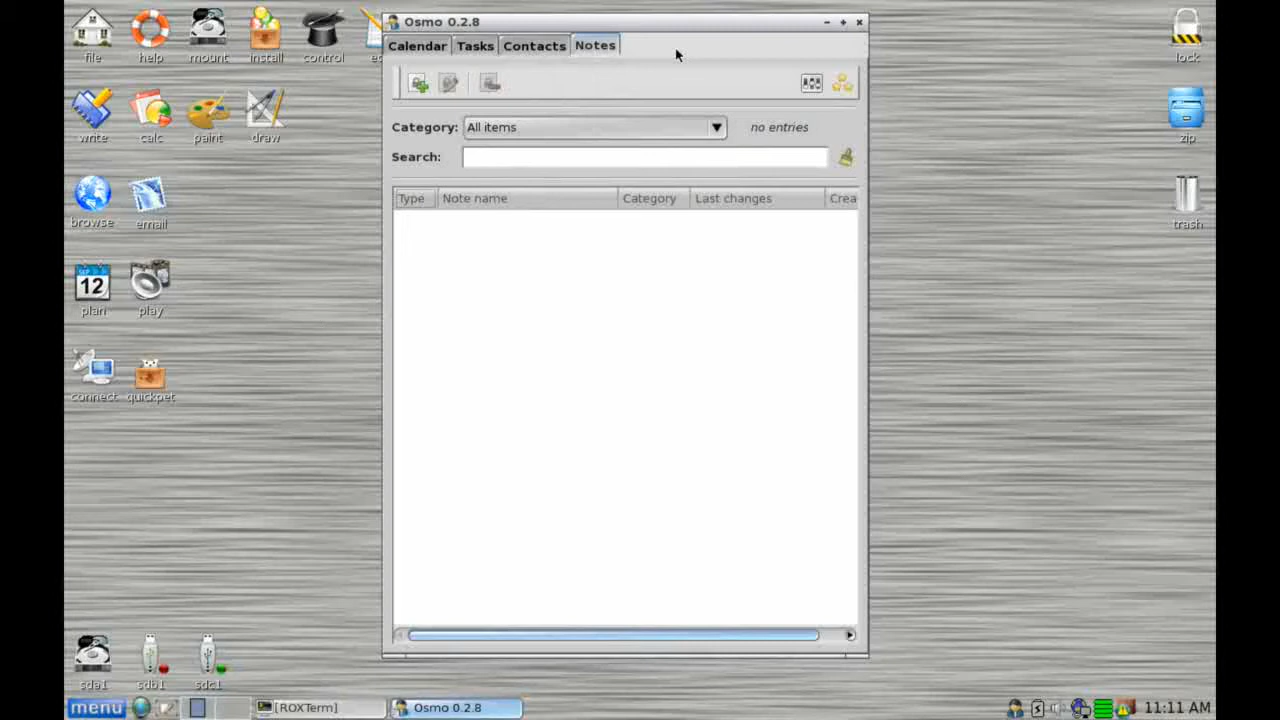 Osmo 0.2.8
Calendar Tasks Contacts Notes
Category: All items no entries
Search:
Type Note name Category Last changes Crea
file help mount install control
write calc paint draw
browse email
SEP 12
plan play
connect quickpet
sda1 sdb1 sdc1
lock
zip
trash
menu [ROXTerm] Osmo 0.2.8 11:11 AM